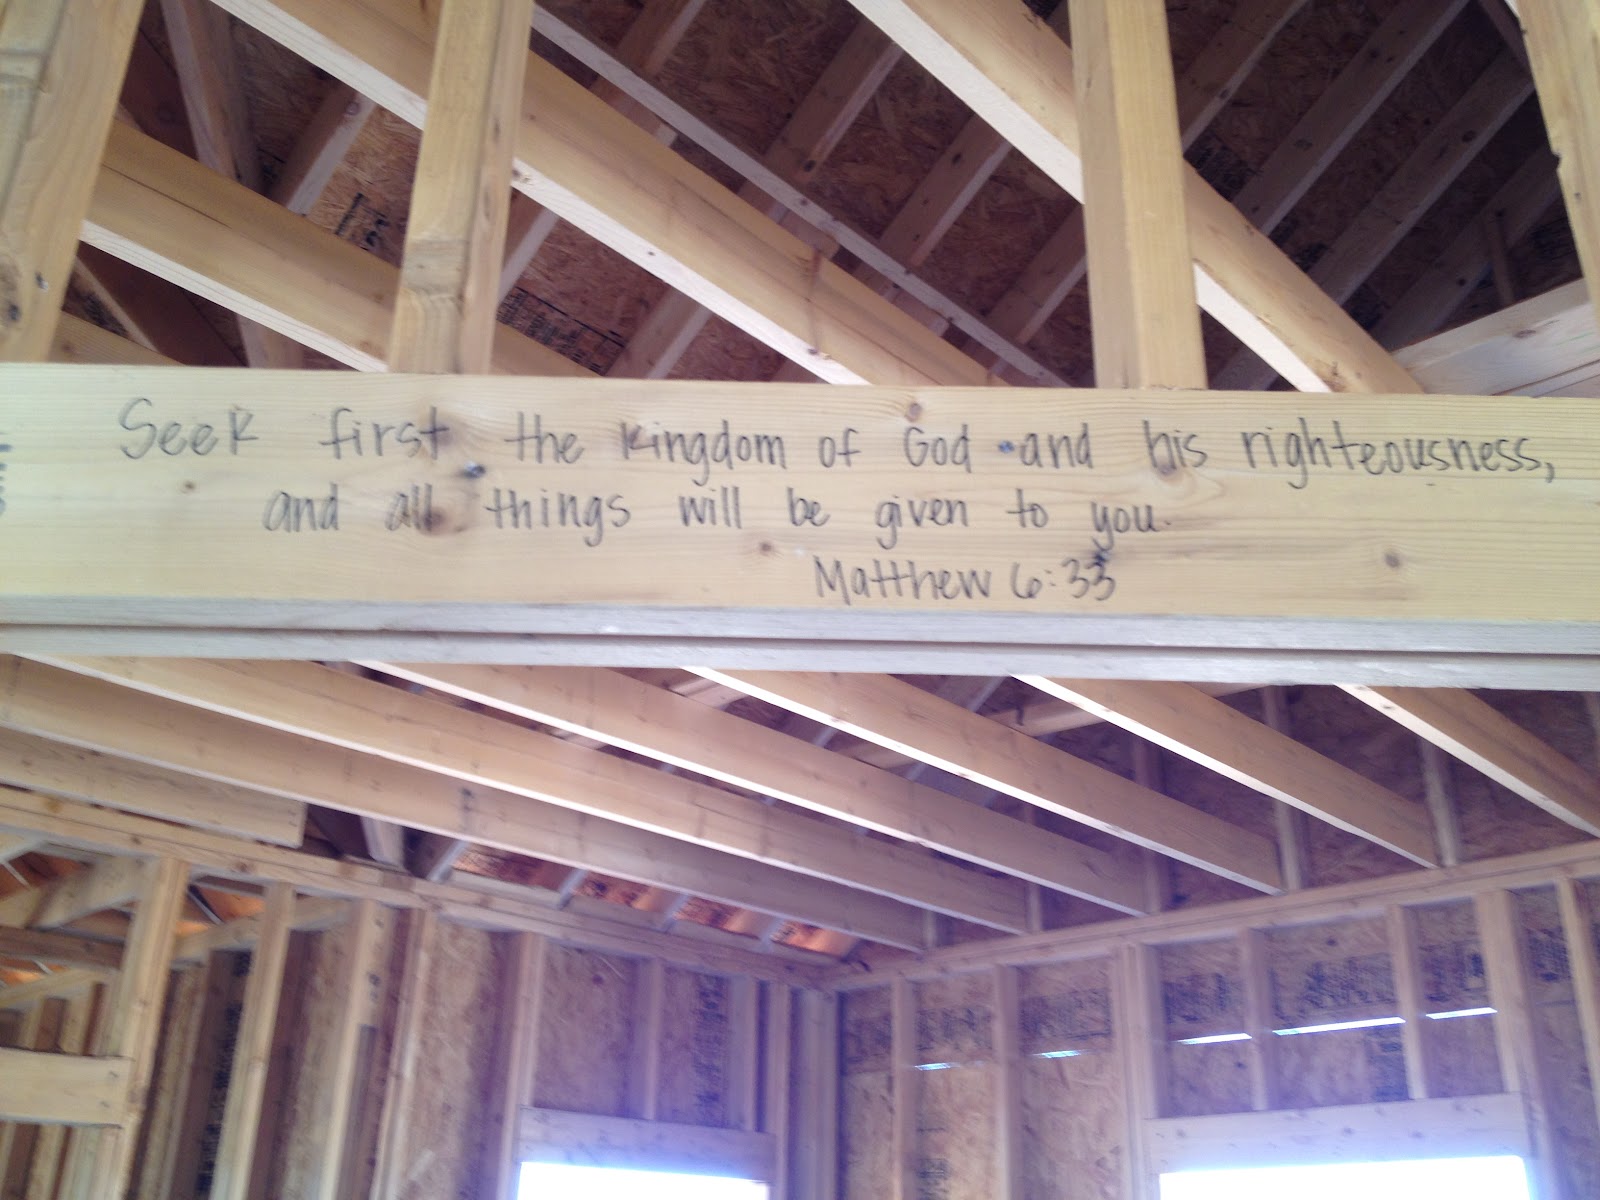 Seek first the kingdom of God and his righteousness,
and all things will be given to you.
Matthew 6:33